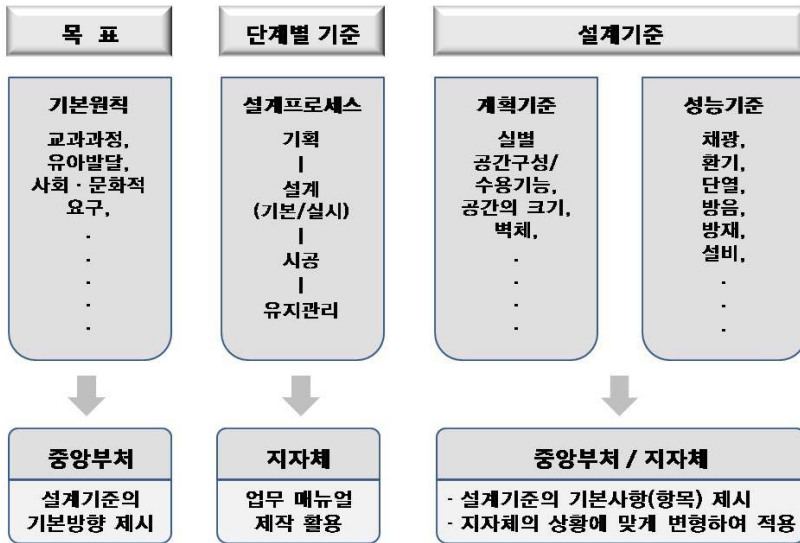 목 표
단계별 기준
설계기준
기본원칙
교과과정,
유아발달,
사회 · 문화적
요구,
.
.
.
.
.
설계프로세스
기획
|
설계
(기본/실시)
|
시공
|
유지관리
계획기준
실별
공간구성/
수용기능,
공간의 크기,
벽체,
.
.
.
.
성능기준
채광,
환기,
단열,
방음,
방재,
설비,
.
.
.
중앙부처
설계기준의
기본방향 제시
지자체
업무 매뉴얼
제작 활용
중앙부처 / 지자체
· 설계기준의 기본사항(항목) 제시
- 지자체의 상황에 맞게 변형하여 적용